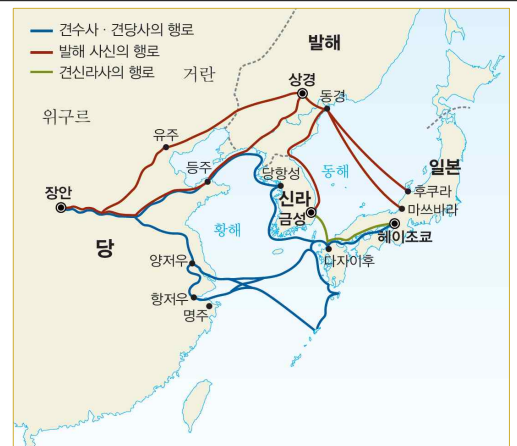 견수사 · 견당사의 행로
발해 사신의 행로
견신라사의 행로
발해
거란
상경
동경
위구르
유주
등주
당항성
동해
일본
후쿠라
장안
신라
마쓰바라
금성
헤이조쿄
당
황해
다자이후
양저우
항저우
명주